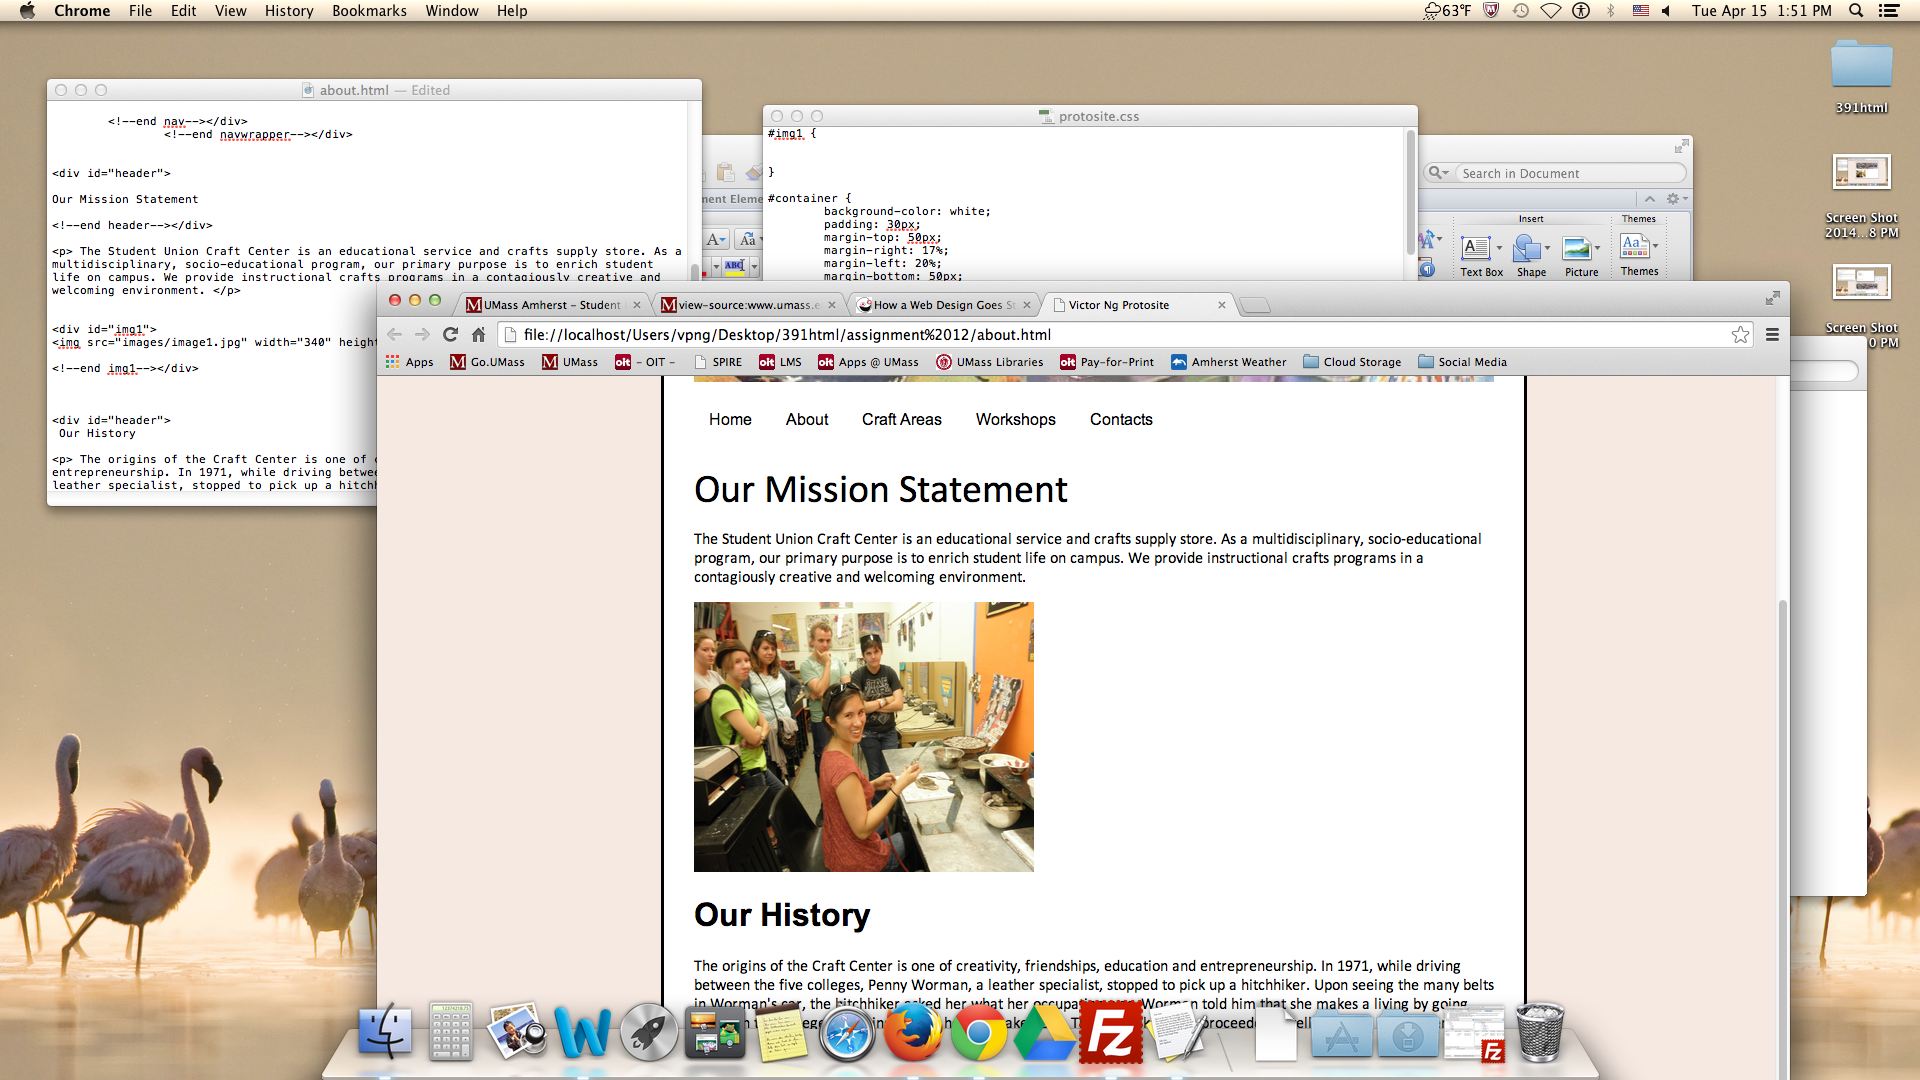 Chrome File Edit View History Bookmarks Window Help
63°F Tue Apr 15 1:51 PM
about.html — Edited
<!--end nav--></div>
<!--end navwrapper--></div>
<div id="header">
Our Mission Statement
<!--end header--></div>
<p> The Student Union Craft Center is an educational service and crafts supply store. As a
multidisciplinary, socio-educational program, our primary purpose is to enrich student
life on campus. We provide instructional crafts programs in a contagiously creative and
welcoming environment. </p>
<div id="img1">
<img src="images/image1.jpg" width="340" heigh
<!--end img1--></div>
<div id="header">
Our History
<p> The origins of the Craft Center is one of
entrepreneurship. In 1971, while driving betwe
leather specialist, stopped to pick up a hitchh
protosite.css
#img1 {
}
#container {
background-color: white;
padding: 30px;
margin-top: 50px;
margin-right: 17%;
margin-left: 20%;
margin-bottom: 50px;
ment Eleme
A
Aa
ABC
Search in Document
Insert Themes
Text Box Shape Picture Themes
391html
Screen Shot
2014...8 PM
Screen Shot
0 PM
UMass Amherst – Student
view-source:www.umass.e
How a Web Design Goes St
Victor Ng Protosite
file://localhost/Users/vpng/Desktop/391html/assignment%2012/about.html
Apps Go.UMass UMass oit - OIT - SPIRE oit LMS oit Apps @ UMass UMass Libraries oit Pay-for-Print Amherst Weather Cloud Storage Social Media
Home About Craft Areas Workshops Contacts
Our Mission Statement
The Student Union Craft Center is an educational service and crafts supply store. As a multidisciplinary, socio-educational
program, our primary purpose is to enrich student life on campus. We provide instructional crafts programs in a
contagiously creative and welcoming environment.
Our History
The origins of the Craft Center is one of creativity, friendships, education and entrepreneurship. In 1971, while driving
between the five colleges, Penny Worman, a leather specialist, stopped to pick up a hitchhiker. Upon seeing the many belts
in Worman's car, the hitchhiker asked her what her occupation Worman told him that she makes a living by going
proceeded
Fz